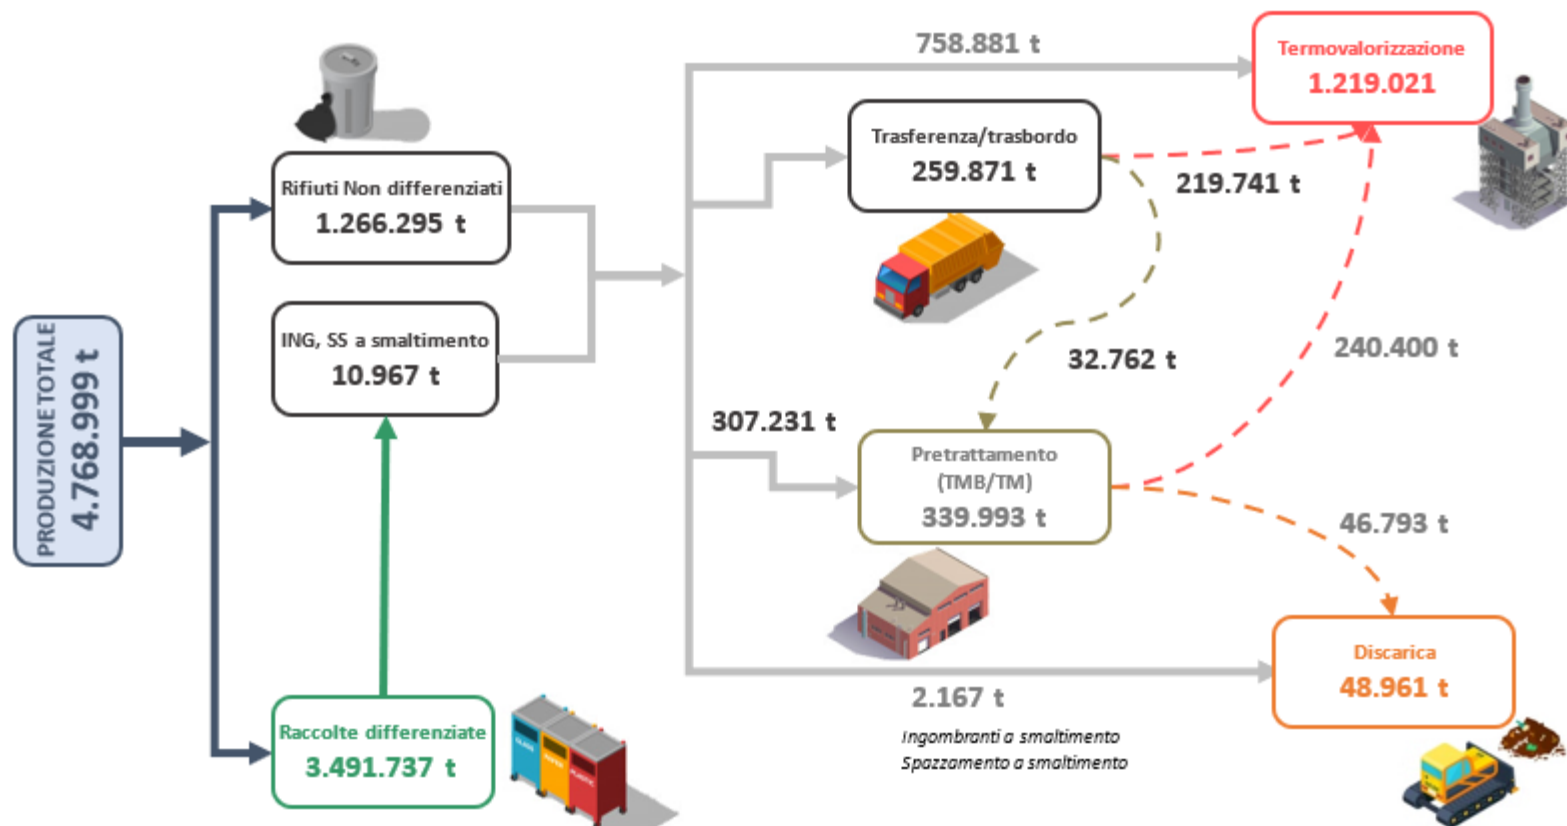 PRODUZIONE TOTALE
4.768.999 t
Rifiuti Non differenziati
1.266.295 t
ING, SS a smaltimento
10.967 t
Raccolte differenziate
3.491.737 t
758.881 t
Trasferenza/trasbordo
259.871 t
219.741 t
32.762 t
307.231 t
Pretrattamento
(TMB/TM)
339.993 t
240.400 t
46.793 t
2.167 t
Ingombranti a smaltimento
Spazzamento a smaltimento
Termovalorizzazione
1.219.021
Discarica
48.961 t
GLASS
PLASTIC